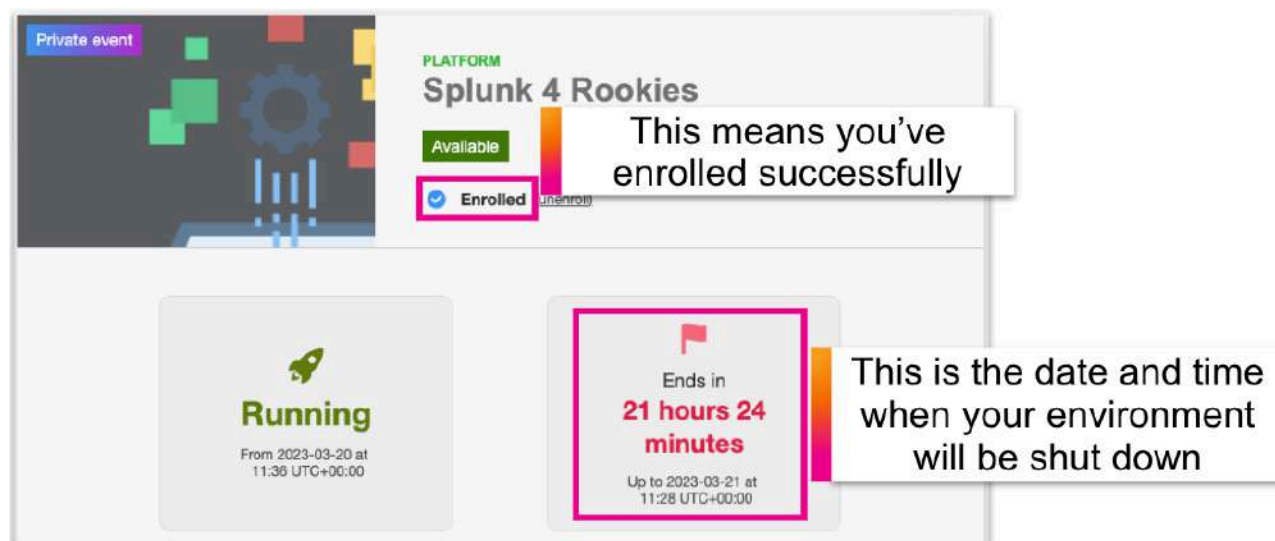 Private event
PLATFORM
Splunk 4 Rookies
Available
Enrolled (unenroll)
This means you've
enrolled successfully
Running
From 2023-03-20 at
11:36 UTC+00:00
Ends in
21 hours 24
minutes
Up to 2023-03-21 at
11:28 UTC+00:00
This is the date and time
when your environment
will be shut down